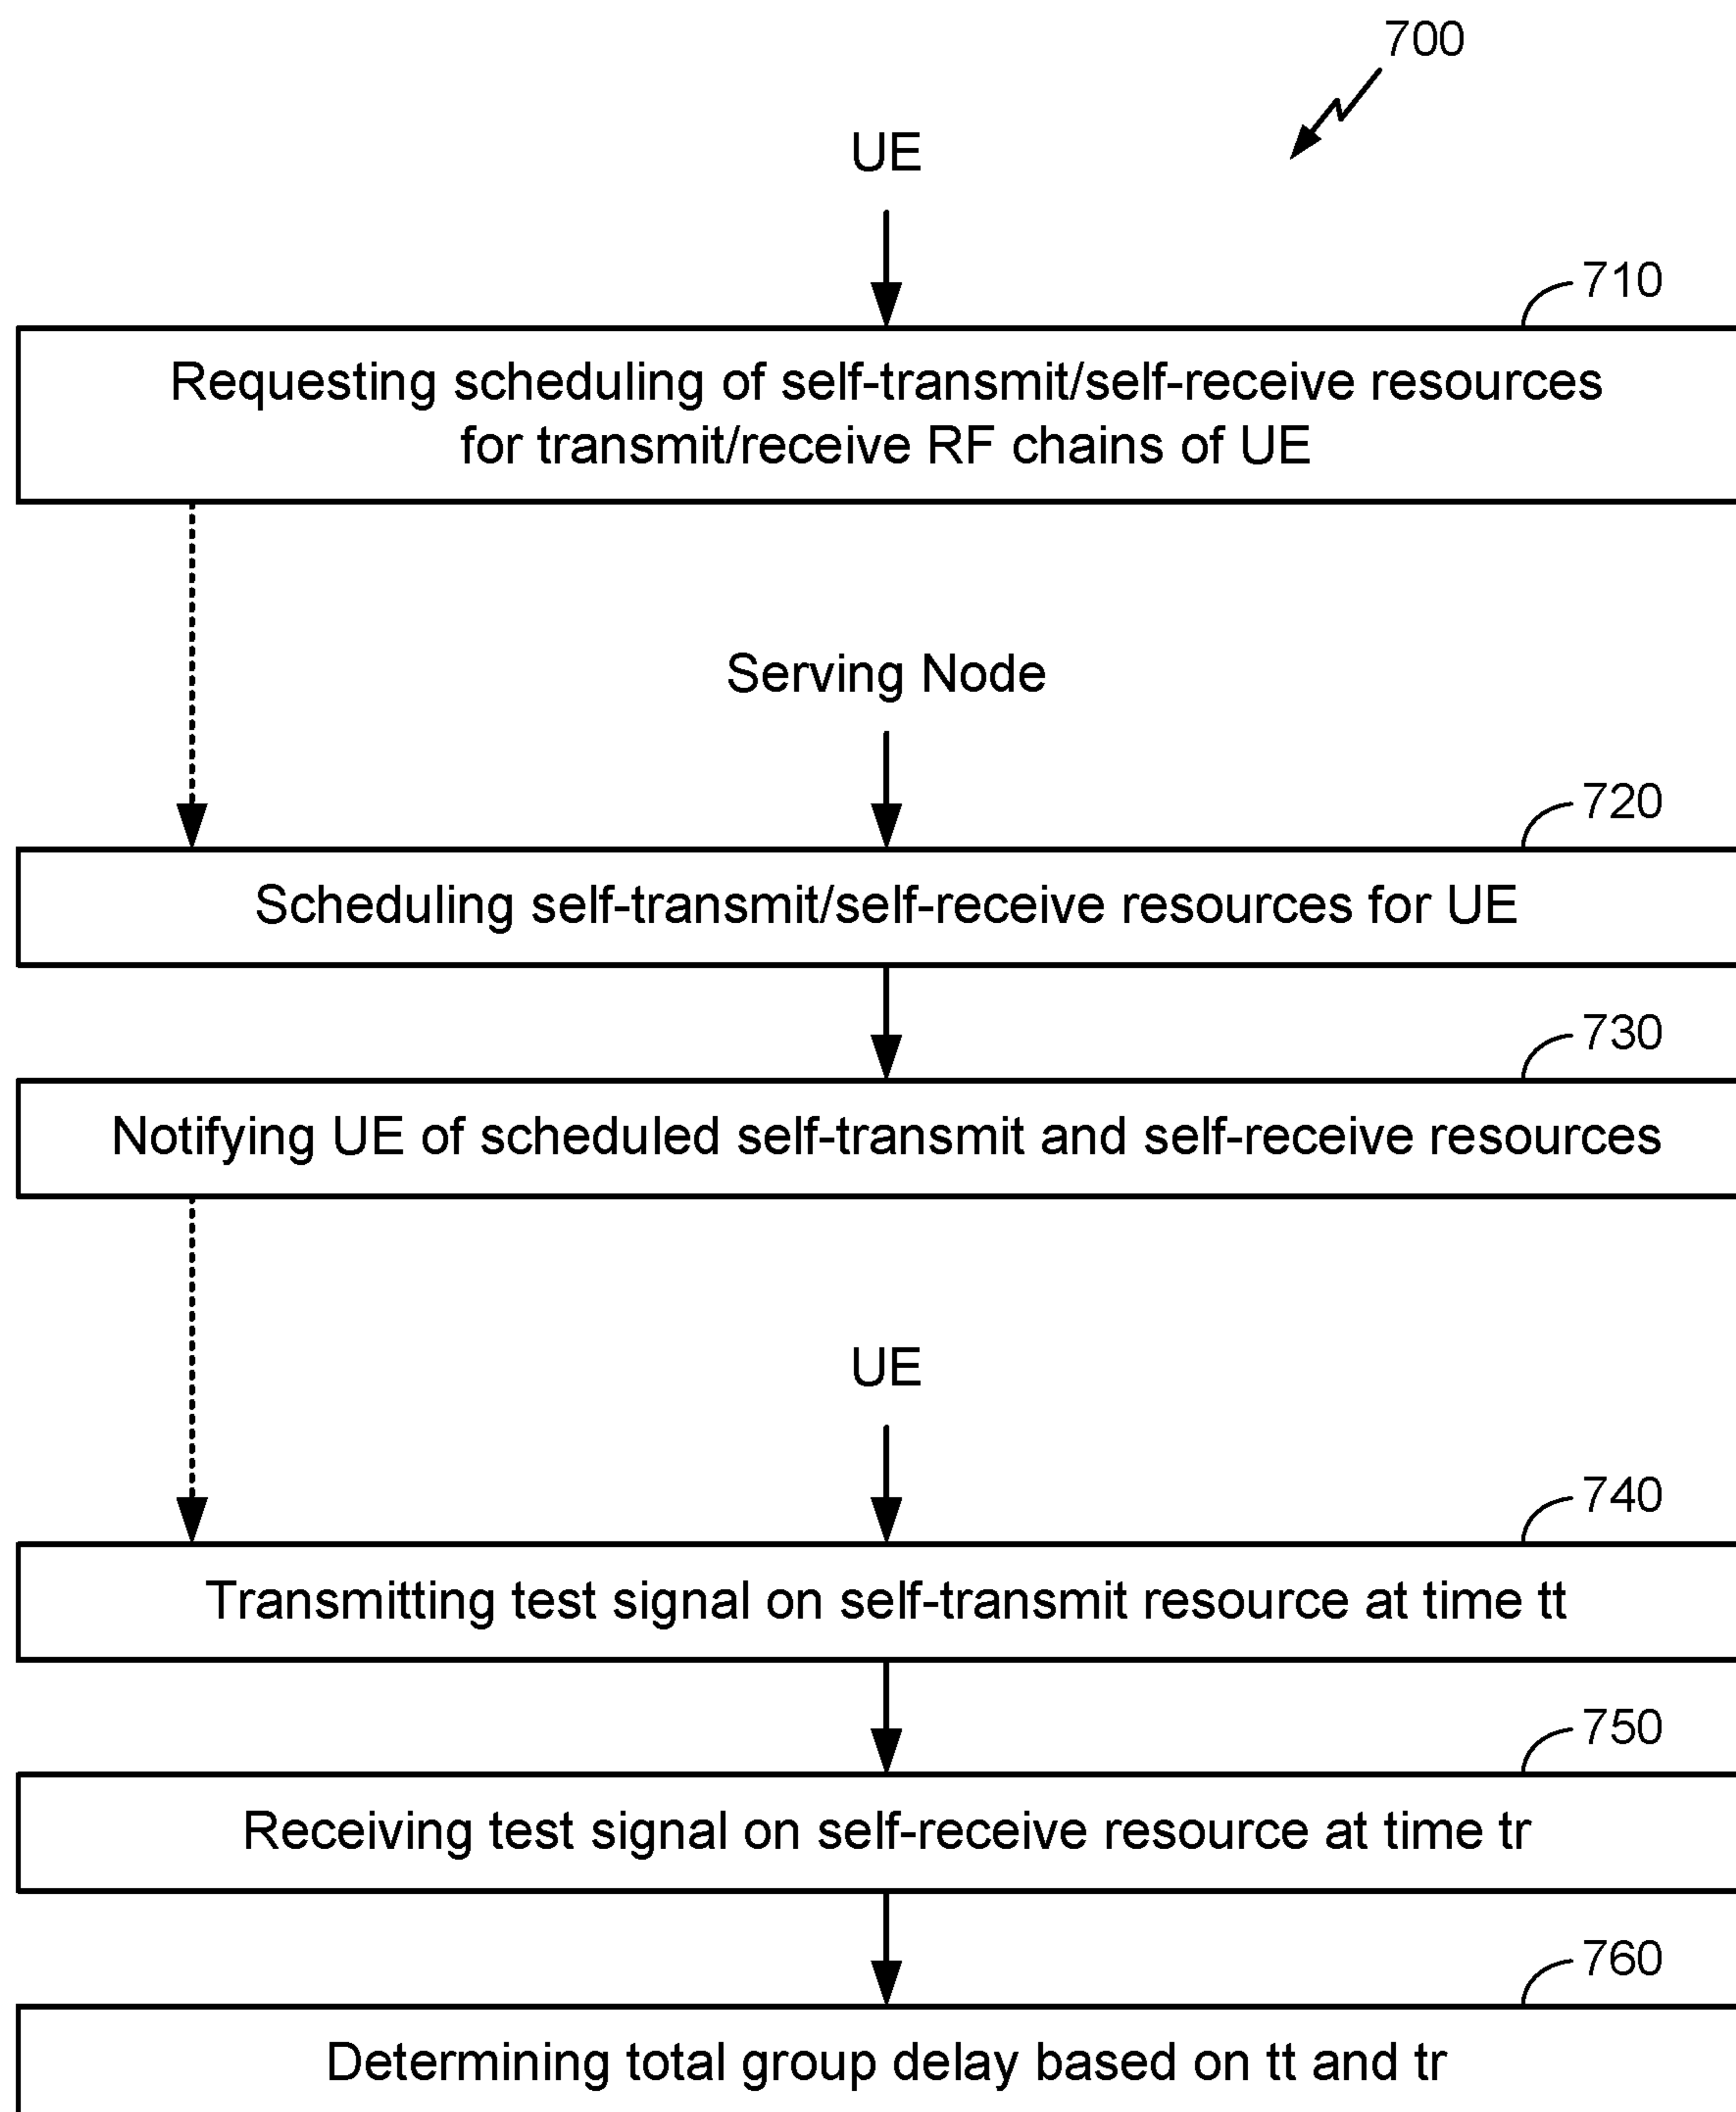 700
UE
710
Requesting scheduling of self-transmit/self-receive resources
for transmit/receive RF chains of UE
Serving Node
720
Scheduling self-transmit/self-receive resources for UE
730
Notifying UE of scheduled self-transmit and self-receive resources
UE
740
Transmitting test signal on self-transmit resource at time tt
750
Receiving test signal on self-receive resource at time tr
760
Determining total group delay based on tt and tr